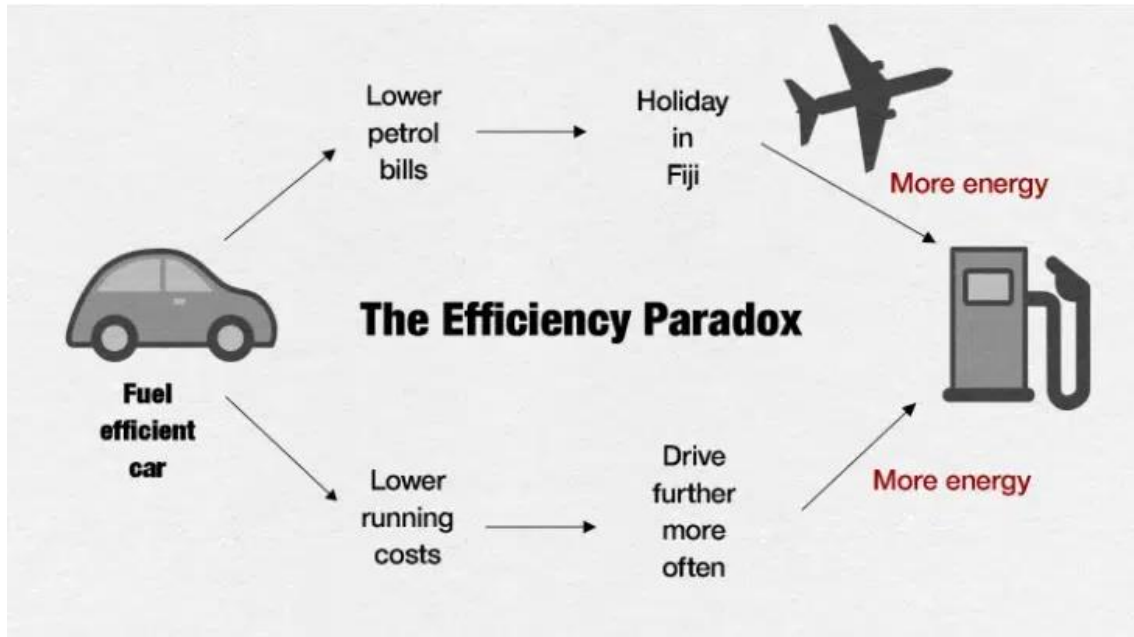 Lower
petrol
bills
Holiday
in
Fiji
More energy
The Efficiency Paradox
Fuel
efficient
car
Lower
running
costs
Drive
further
more
often
More energy